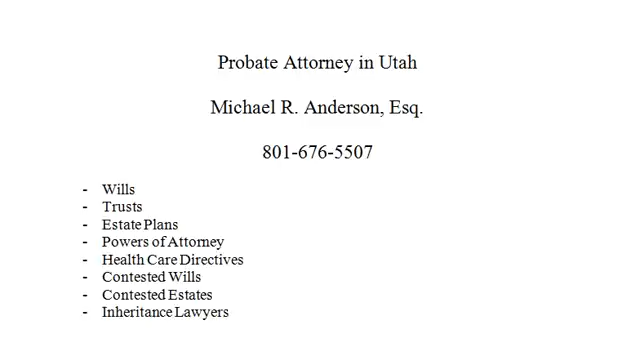 Probate Attorney in Utah
Michael R. Anderson, Esq.
801-676-5507
- Wills
- Trusts
- Estate Plans
- Powers of Attorney
- Health Care Directives
- Contested Wills
- Contested Estates
- Inheritance Lawyers